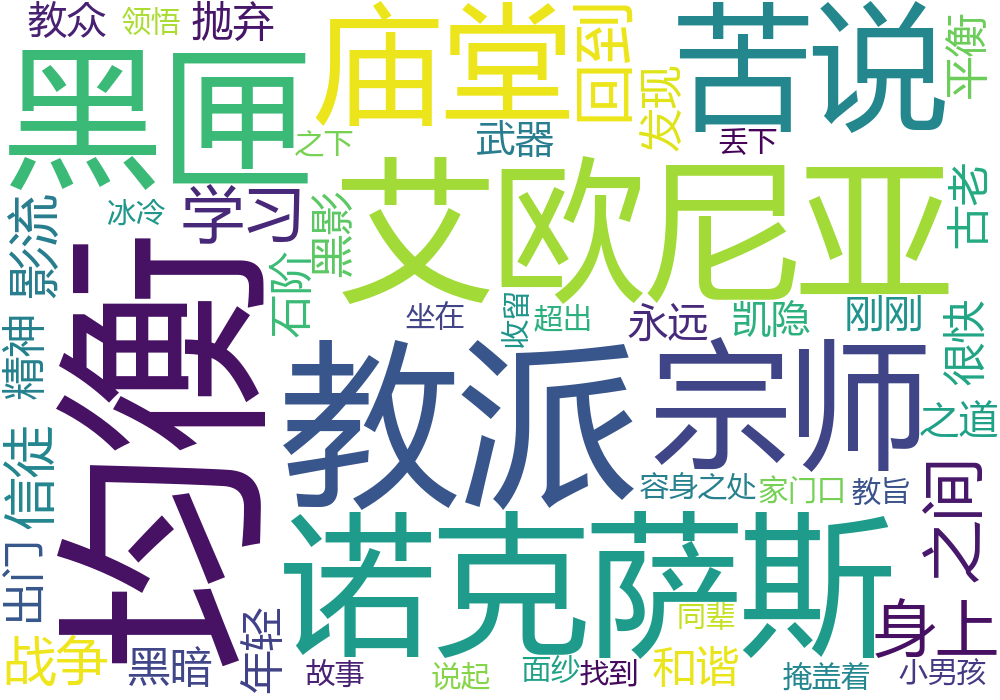 教众
领悟
抛弃
庙堂
回到
苦说
平衡
黑匣
之下
武器
发现
丢下
艾欧尼亚
古老
影流
冰冷
学习
黑影
石阶
均衡
坐在
收留
超出
永远
凯隐
刚刚
很快
精神
教派
宗师
之道
信徒
容身之处
家门口
教旨
之间
诺克萨斯
出门
年轻
同辈
身上
战争
黑暗
故事
说起
面纱
找到
和谐
掩盖着
小男孩